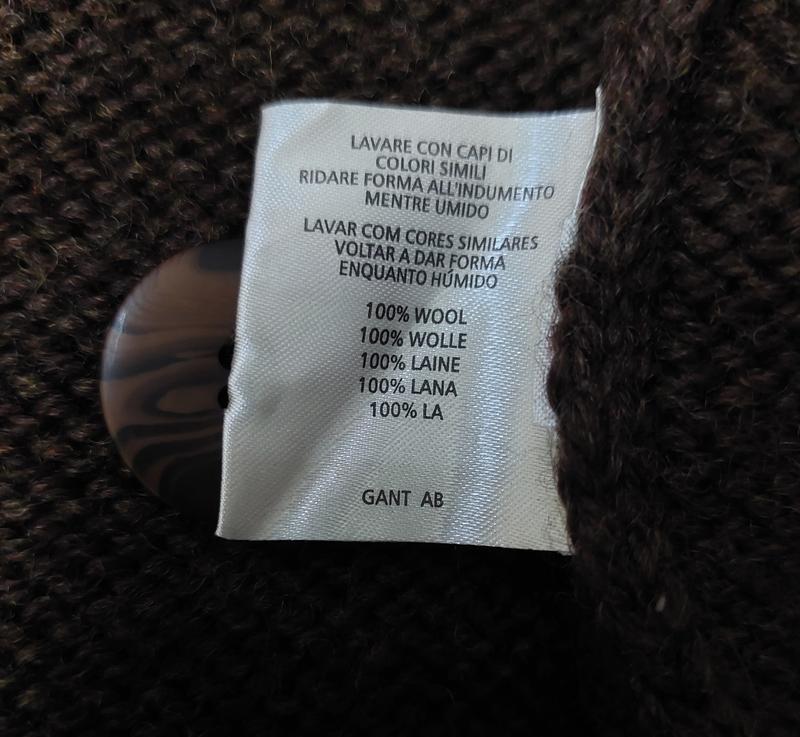 LAVARE CON CAPI DI
COLORI SIMILI
RIDARE FORMA ALL'INDUMENTO
MENTRE UMIDO
LAVAR COM CORES SIMILARES
VOLTAR A DAR FORMA
ENQUANTO HÚMIDO
100% WOOL
100% WOLLE
100% LAINE
100% LANA
100% LA
GANT AB